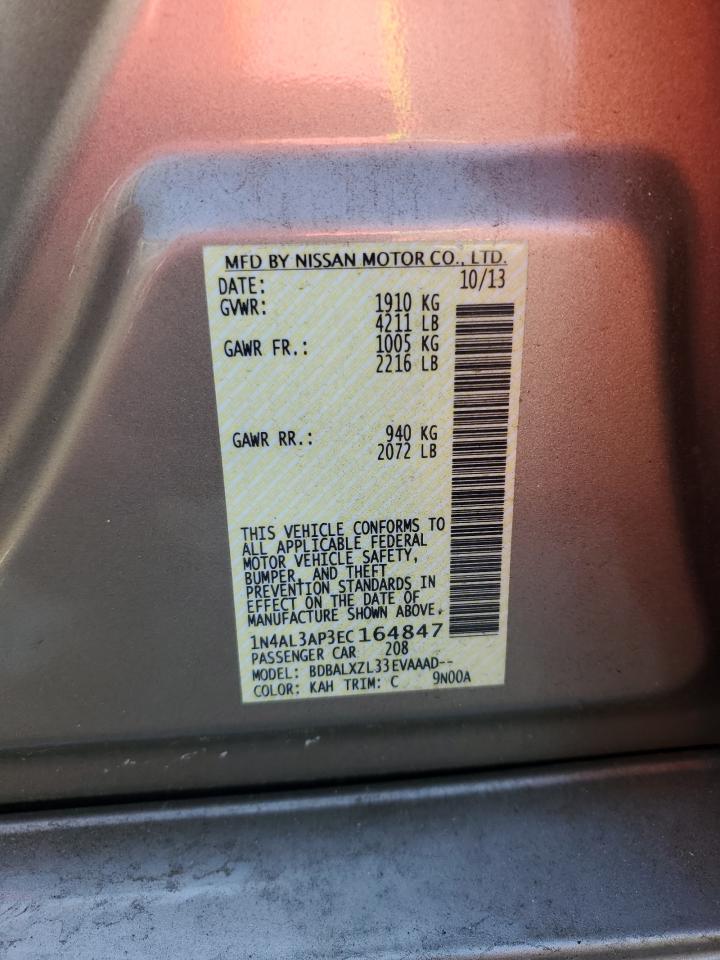 MFD BY NISSAN MOTOR CO., LTD.
DATE: 10/13
GVWR: 1910 KG
4211 LB
GAWR FR.: 1005 KG
2216 LB
GAWR RR.: 940 KG
2072 LB
THIS VEHICLE CONFORMS TO
ALL APPLICABLE FEDERAL
MOTOR VEHICLE SAFETY,
BUMPER, AND THEFT
PREVENTION STANDARDS IN
EFFECT ON THE DATE OF
MANUFACTURE SHOWN ABOVE.
1N4AL3AP3EC164847
PASSENGER CAR 208
MODEL: BDBALXZL33EVAAAD--
COLOR: KAH TRIM: C 9N00A